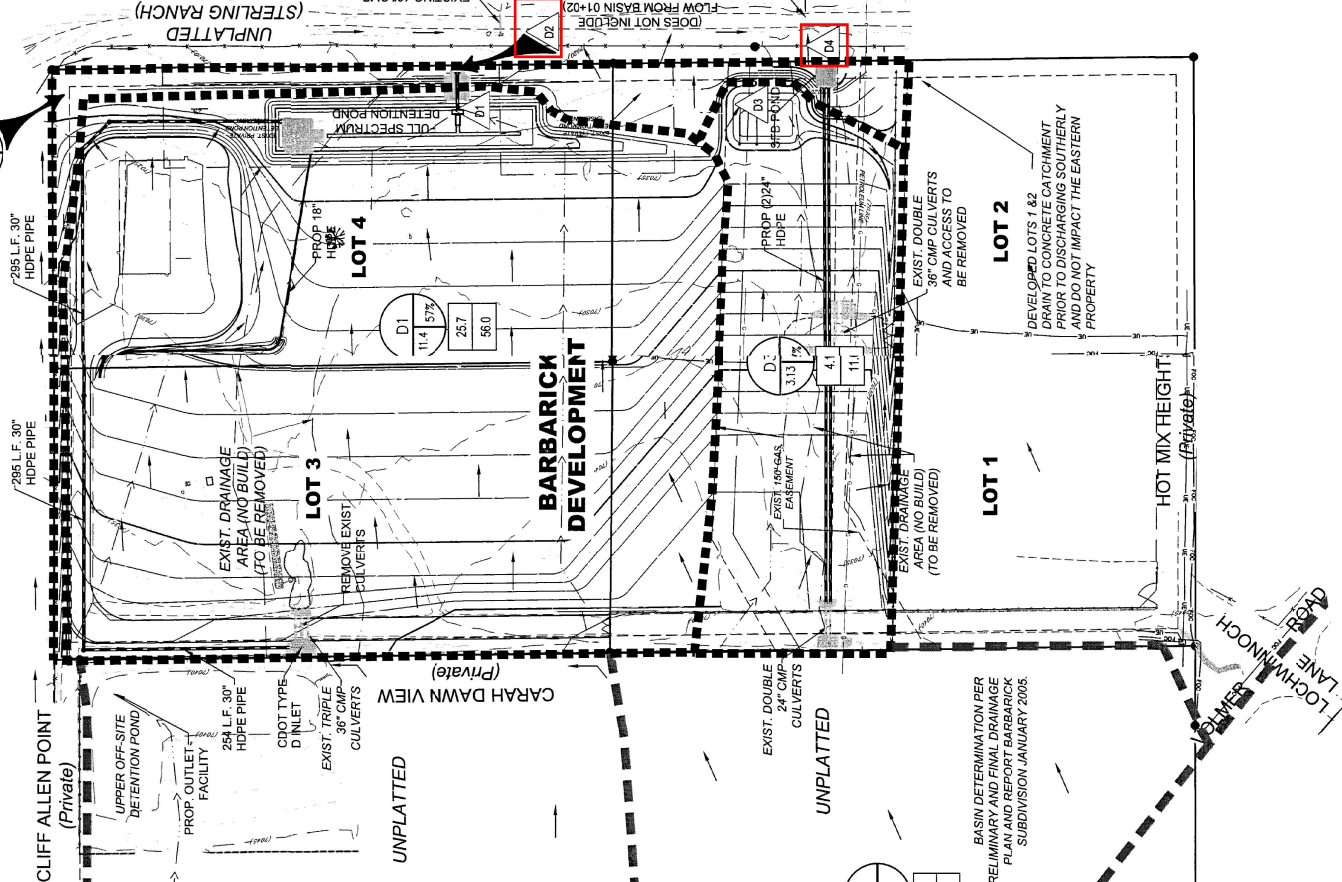 UNPLATTED
(STERLING RANCH)
D2
(DOES NOT INCLUDE
FLOW FROM BASIN 01+02)
D4
295 L.F. 30"
HDPE PIPE
FULL SPECTRUM
DETENTION POND
D1
D3
SFB POND
295 L.F. 30"
HDPE PIPE
PROP 18"
HDPE
LOT 4
D1
11.4
57%
25.7
56.0
PROP (2)24"
HDPE
EXIST. DOUBLE
36" CMP CULVERTS
AND ACCESS TO
BE REMOVED
LOT 2
DEVELOPED LOTS 1 &2
DRAIN TO CONCRETE CATCHMENT
PRIOR TO DISCHARGING SOUTHERLY
AND DO NOT IMPACT THE EASTERN
PROPERTY
3.13
4.1
BARBARICK
DEVELOPMENT
EXIST. DRAINAGE
AREA (NO BUILD)
(TO BE REMOVED)
LOT 3
REMOVE EXIST.
CULVERTS
EXIST. 150' GAS
EASEMENT
EXIST. DRAINAGE
AREA (NO BUILD)
(TO BE REMOVED)
LOT 1
HOT MIX HEIGHT
(Private)
CLIFF ALLEN POINT
(Private)
UPPER OFF-SITE
DETENTION POND
PROP. OUTLET
FACILITY
254 L.F. 30"
HDPE PIPE
CDOT TYPE
D INLET
EXIST. TRIPLE
36" CMP
CULVERTS
CARAH DAWN VIEW
(Private)
UNPLATTED
EXIST. DOUBLE
24" CMP
CULVERTS
UNPLATTED
BASIN DETERMINATION PER
RELIMINARY AND FINAL DRAINAGE
PLAN AND REPORT BARBARICK
SUBDIVISION JANUARY 2005.
VOLMER ROAD
LOCHWINNOCH
LANE